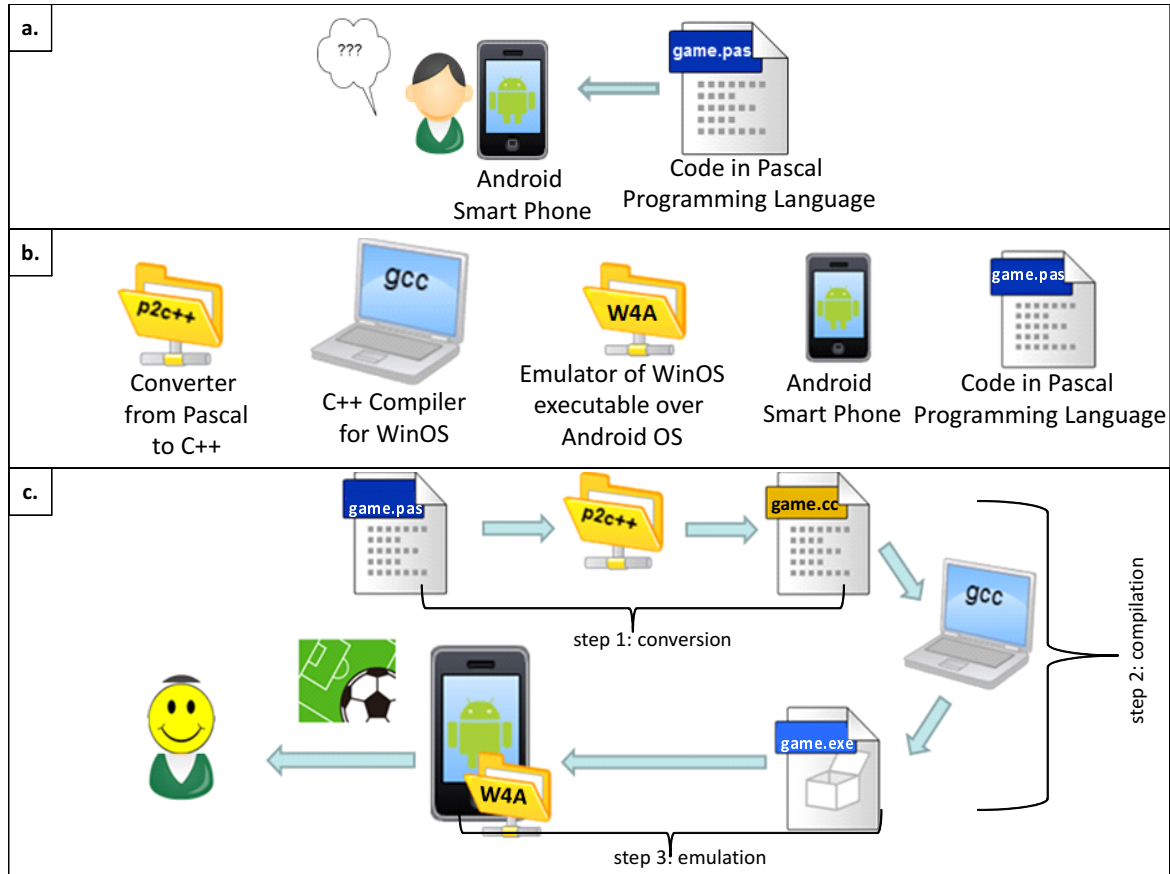 a.
???
game.pas
Android
Smart Phone
Code in Pascal
Programming Language
b.
p2c++
Converter
from Pascal
to C++
gcc
C++ Compiler
for WinOS
W4A
Emulator of WinOS
executable over
Android OS
Android
Smart Phone
game.pas
Code in Pascal
Programming Language
c.
game.pas
p2c++
game.cc
step 1: conversion
gcc
step 2: compilation
game.exe
W4A
step 3: emulation